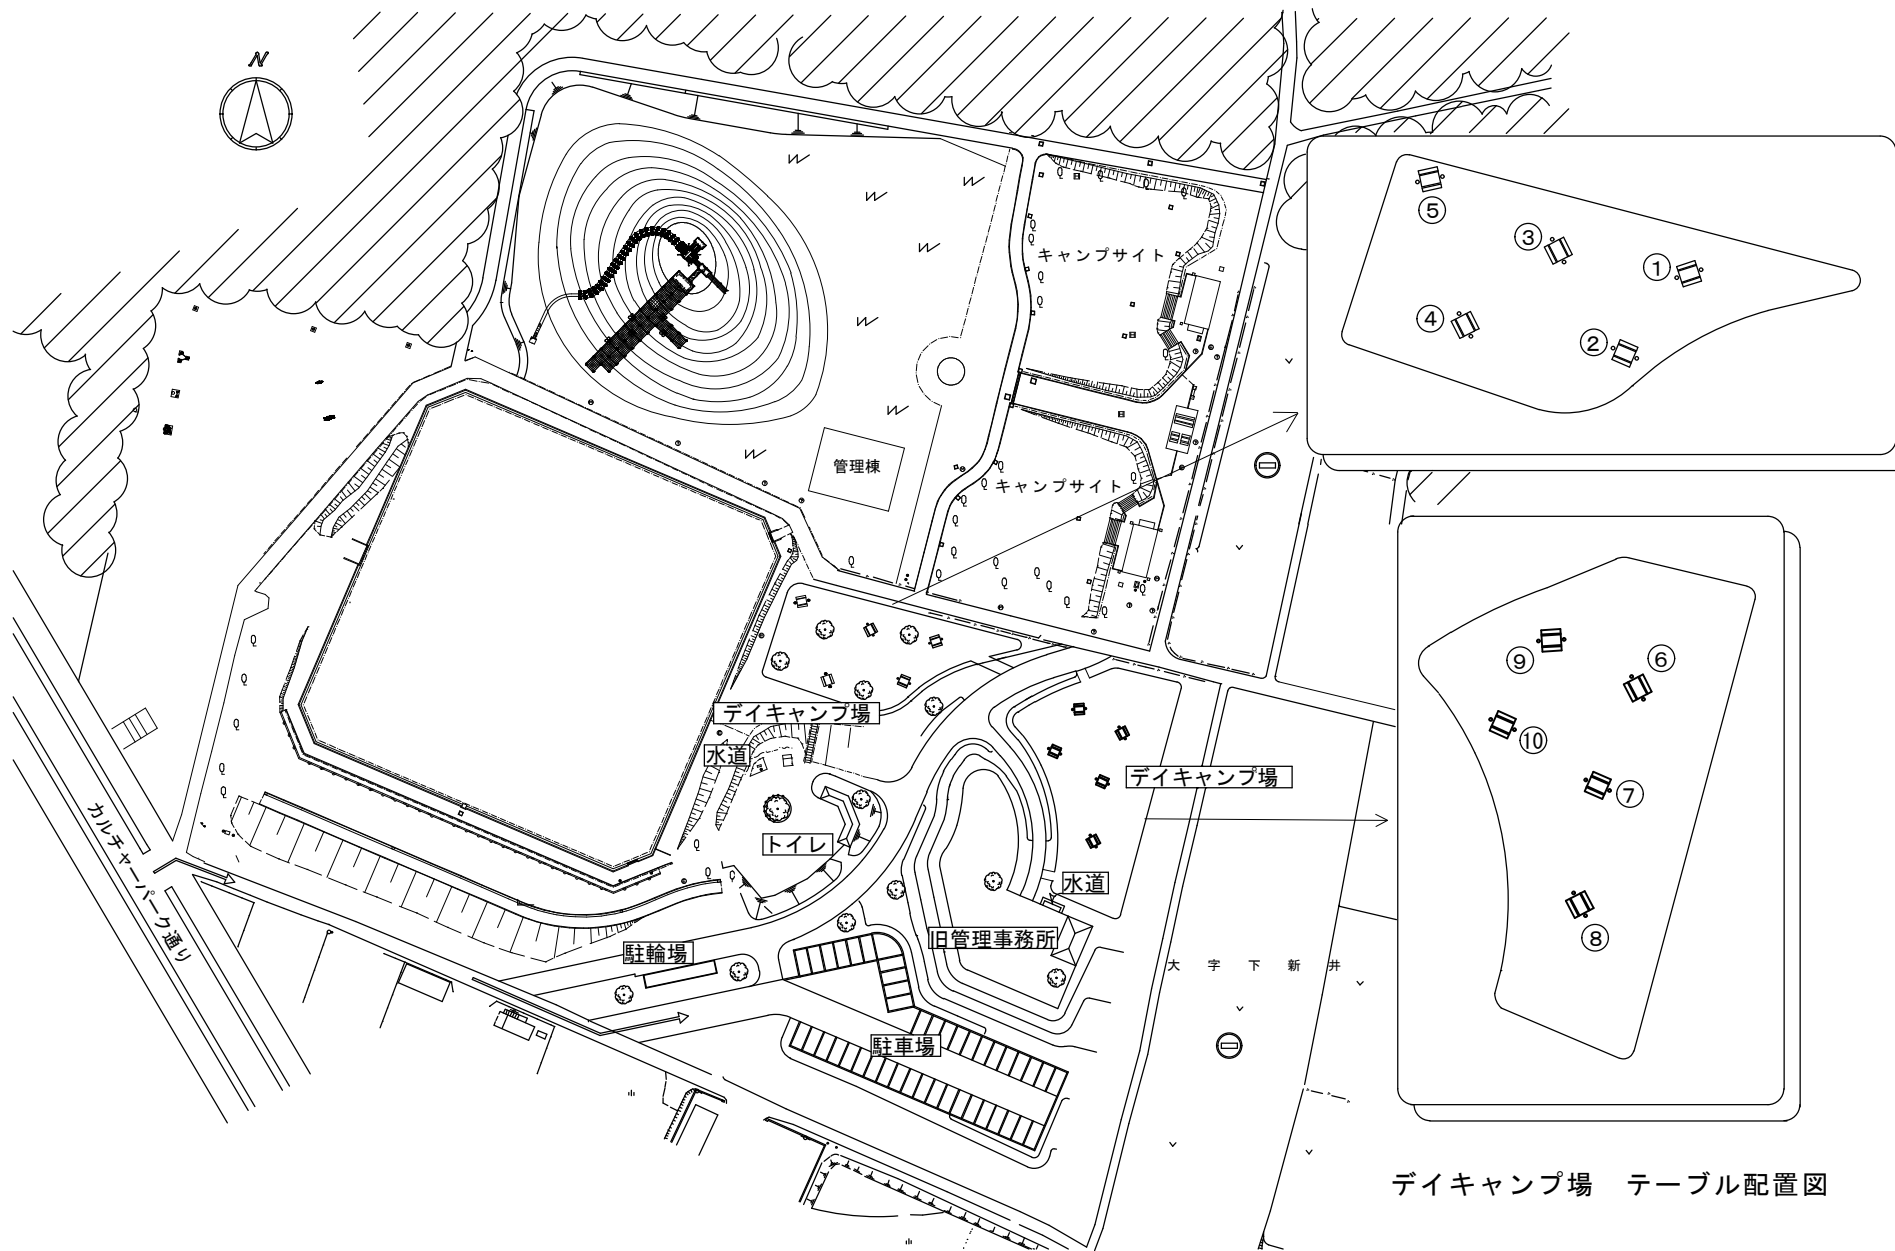 N
⑤
③
①
④
②
キャンプサイト
管理棟
キャンプサイト
⑨
⑥
⑩
⑦
⑧
デイキャンプ場
水道
デイキャンプ場
トイレ
水道
カルチャーパーク通り
旧管理事務所
駐輪場
大字下新井
駐車場
デイキャンプ場 テーブル配置図